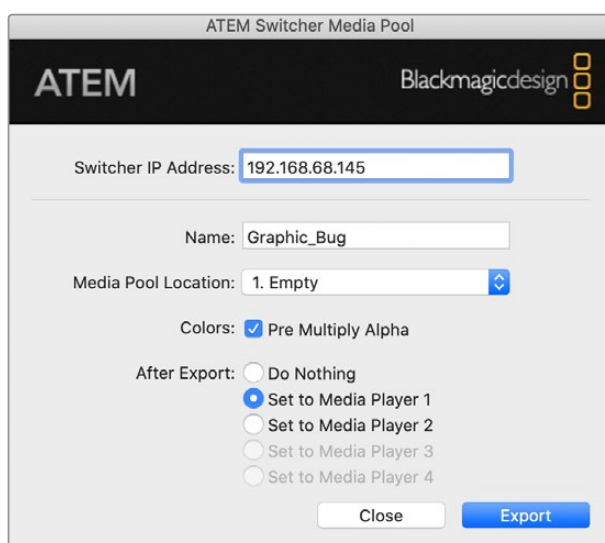 ATEM Switcher Media Pool
ATEM
Blackmagicdesign
Switcher IP Address: 192.168.68.145
Name: Graphic_Bug
Media Pool Location: 1. Empty
Colors: Pre Multiply Alpha
After Export: Do Nothing
Set to Media Player 1
Set to Media Player 2
Set to Media Player 3
Set to Media Player 4
Close Export